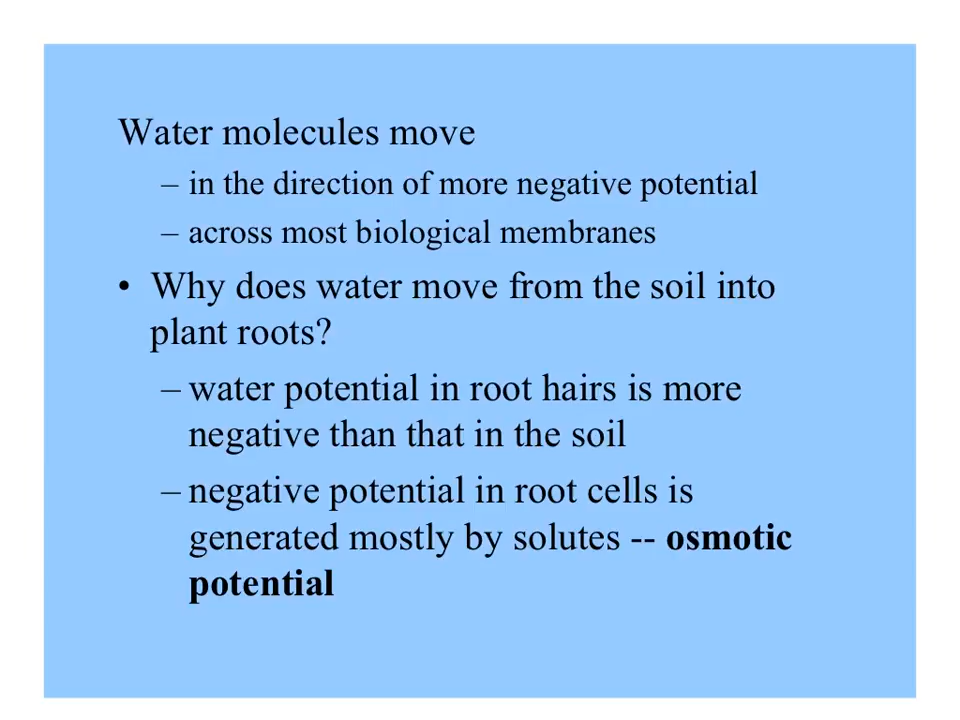 Water molecules move
– in the direction of more negative potential
– across most biological membranes
• Why does water move from the soil into
plant roots?
– water potential in root hairs is more
negative than that in the soil
– negative potential in root cells is
generated mostly by solutes -- osmotic
potential